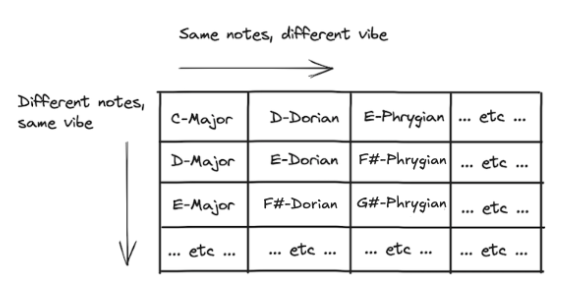 Same notes, different vibe
Different notes,
same vibe
C-Major D-Dorian E-Phrygian ... etc ...
D-Major E-Dorian F#-Phrygian ... etc ...
E-Major F#-Dorian G#-Phrygian ... etc ...
... etc ... ... etc ... ... etc ... ... etc ...